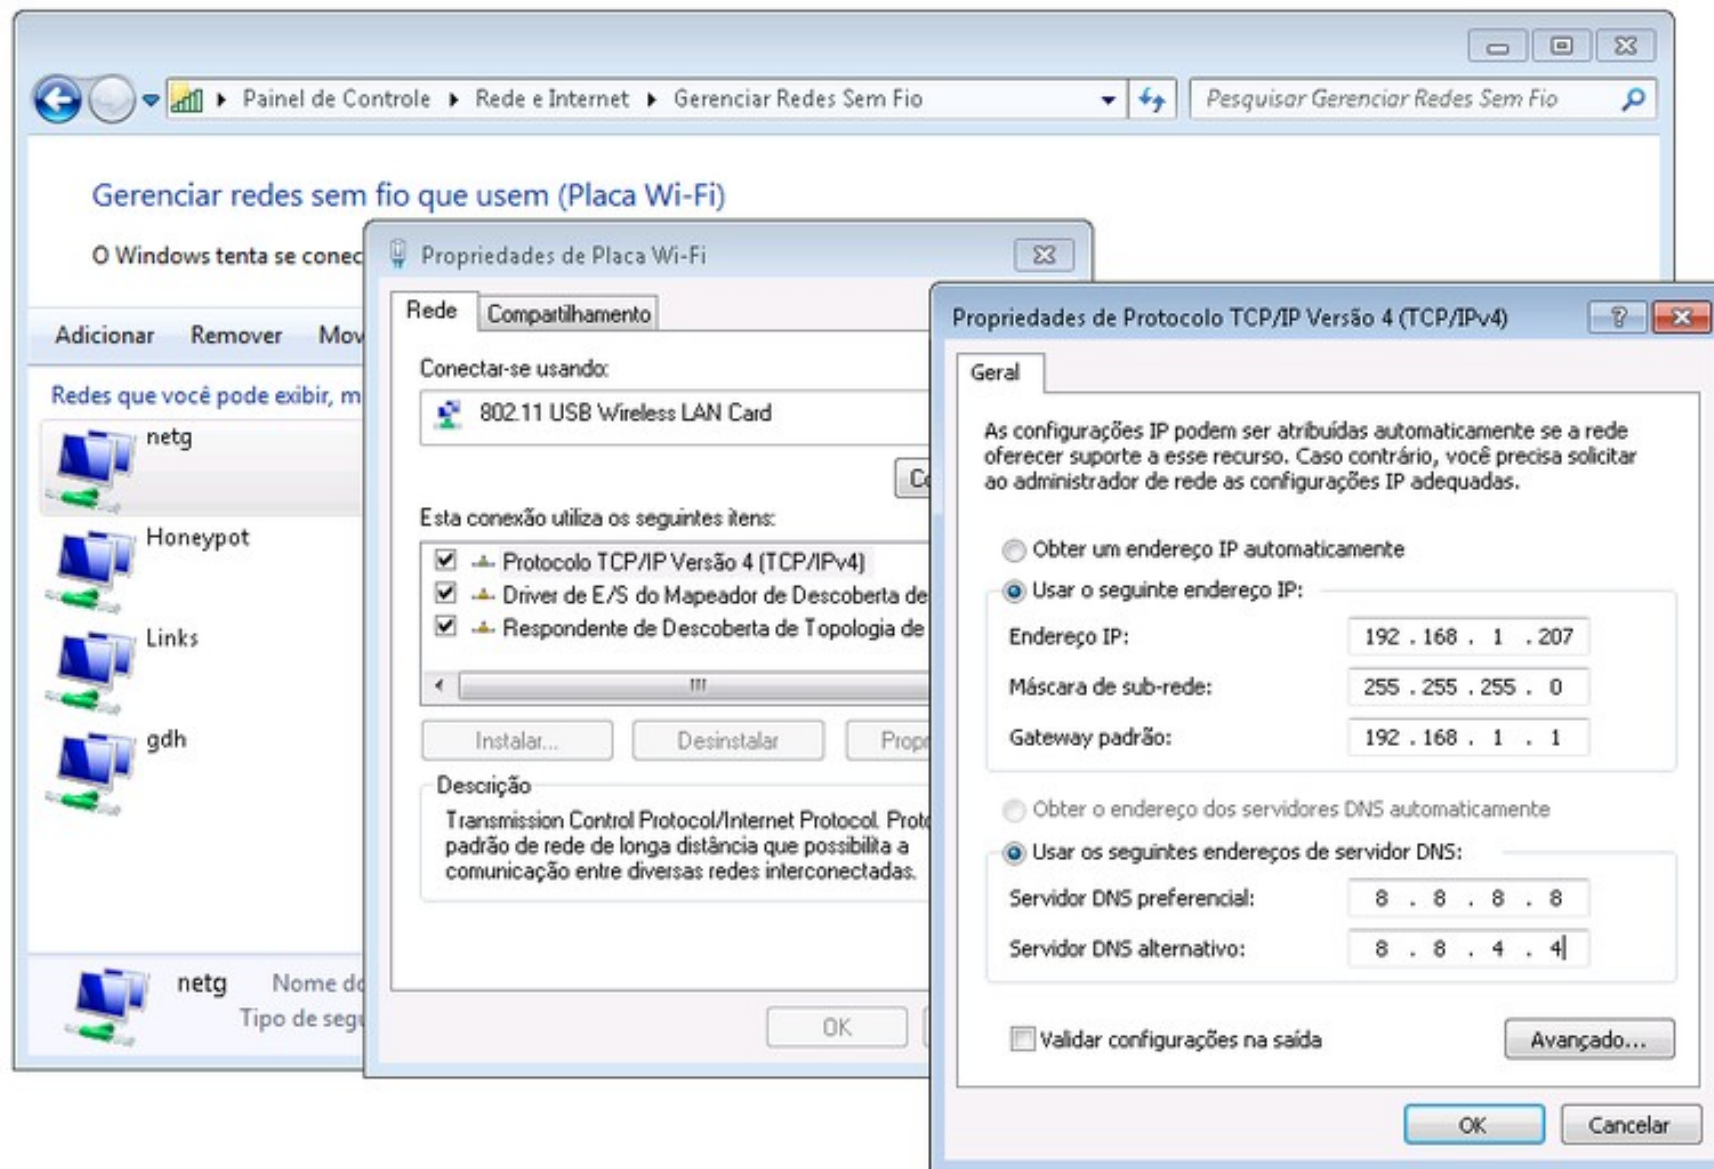 Painel de Controle Rede e Internet Gerenciar Redes Sem Fio
Pesquisar Gerenciar Redes Sem Fio
Gerenciar redes sem fio que usem (Placa Wi-Fi)
O Windows tenta se conec
Adicionar Remover Mov
Redes que você pode exibir, m
netg
Honeypot
Links
gdh
netg Nome do
Tipo de segu
Propriedades de Placa Wi-Fi
Rede Compartilhamento
Conectar-se usando:
802.11 USB Wireless LAN Card
Co
Esta conexão utiliza os seguintes itens:
Protocolo TCP/IP Versão 4 (TCP/IPv4)
Driver de E/S do Mapeador de Descoberta de
Respondente de Descoberta de Topologia de
Instalar... Desinstalar Propr
Descrição
Transmission Control Protocol/Internet Protocol. Proto
padrão de rede de longa distância que possibilita a
comunicação entre diversas redes interconectadas.
OK
Propriedades de Protocolo TCP/IP Versão 4 (TCP/IPv4)
Geral
As configurações IP podem ser atribuídas automaticamente se a rede
oferecer suporte a esse recurso. Caso contrário, você precisa solicitar
ao administrador de rede as configurações IP adequadas.
Obter um endereço IP automaticamente
Usar o seguinte endereço IP:
Endereço IP: 192 . 168 . 1 . 207
Máscara de sub-rede: 255 . 255 . 255 . 0
Gateway padrão: 192 . 168 . 1 . 1
Obter o endereço dos servidores DNS automaticamente
Usar os seguintes endereços de servidor DNS:
Servidor DNS preferencial: 8 . 8 . 8 . 8
Servidor DNS alternativo: 8 . 8 . 4 . 4
Validar configurações na saída Avançado...
OK Cancelar